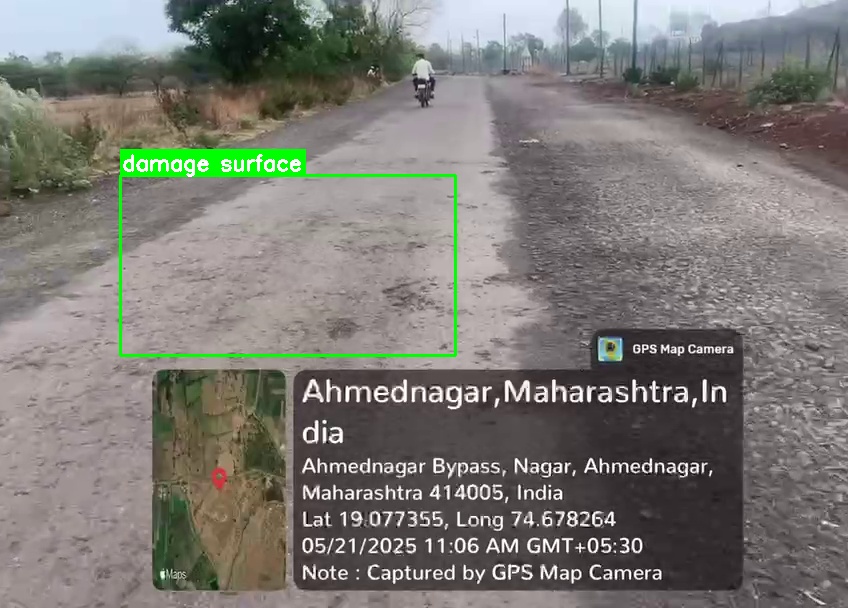 damage surface
GPS Map Camera
Ahmednagar,Maharashtra,In
dia
Ahmednagar Bypass, Nagar, Ahmednagar,
Maharashtra 414005, India
Lat 19.077355, Long 74.678264
05/21/2025 11:06 AM GMT+05:30
Note : Captured by GPS Map Camera
Maps